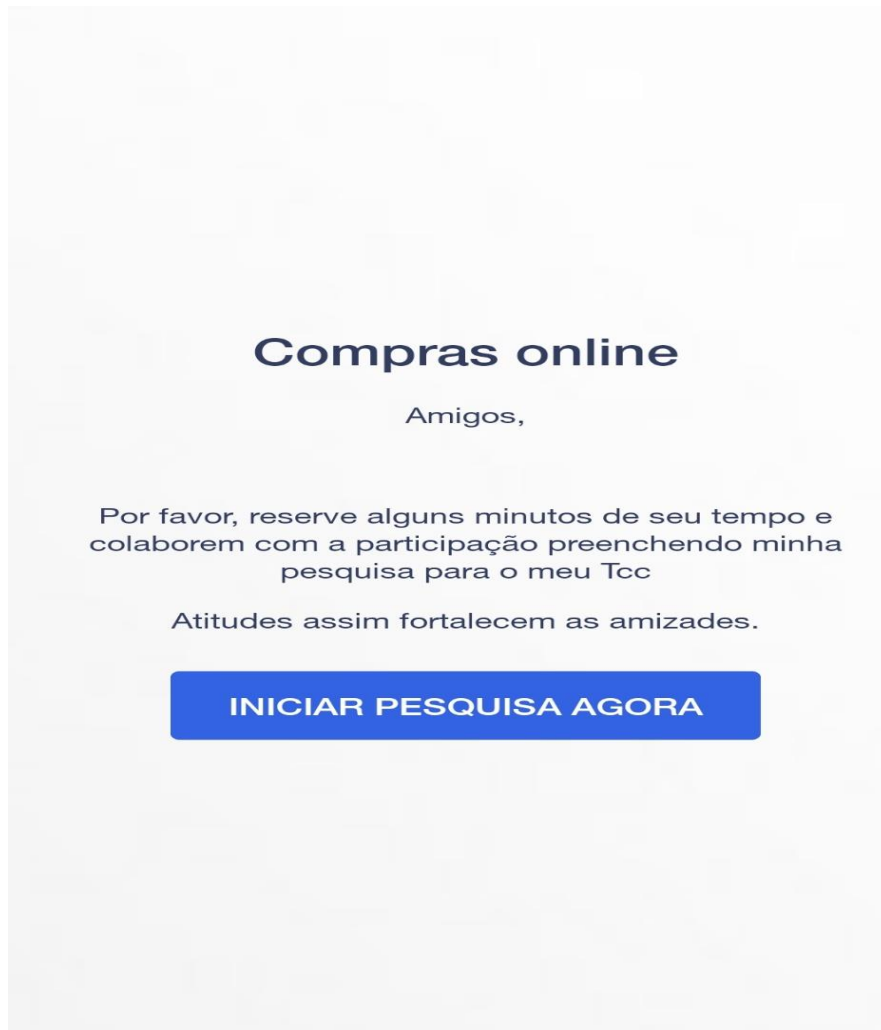 Compras online
Amigos,
Por favor, reserve alguns minutos de seu tempo e
colaborem com a participação preenchendo minha
pesquisa para o meu Tcc
Atitudes assim fortalecem as amizades.
INICIAR PESQUISA AGORA